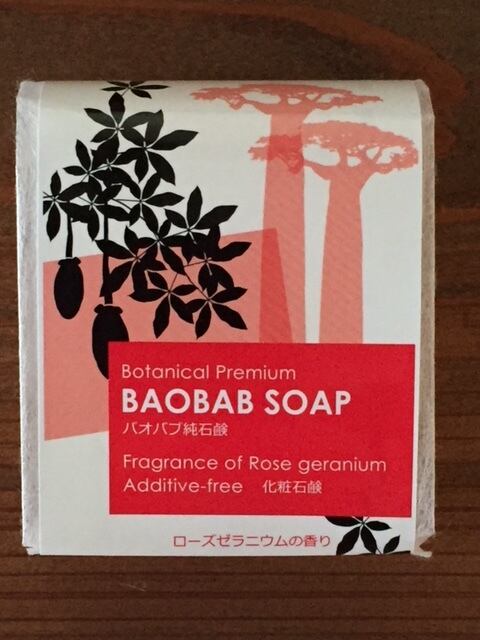 Botanical Premium
BAOBAB SOAP
バオバブ純石鹸
Fragrance of Rose geranium
Additive-free 化粧石鹸
ローズゼラニウムの香り